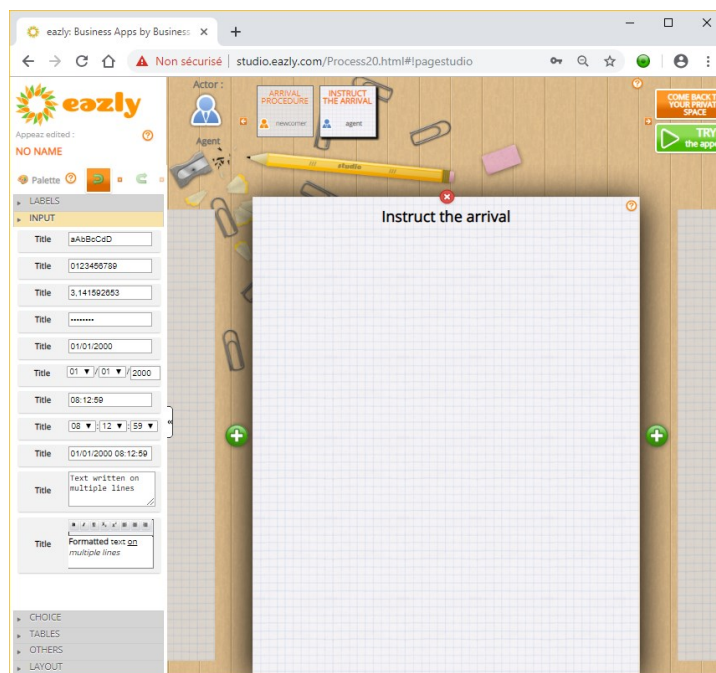 eazly: Business Apps by Business
Non sécurisé studio.eazly.com/Process20.html#!pagestudio
eazly
Appeaz edited :
NO NAME
Palette
LABELS
INPUT
Title aAbBcCdD
Title 0123456789
Title 3,141592653
Title ••••••••
Title 01/01/2000
Title 01 / 01 / 2000
Title 08:12:59
Title 08 : 12 : 59
Title 01/01/2000 08:12:59
Title
Text written on
multiple lines
Title
Formatted text on
multiple lines
CHOICE
TABLES
OTHERS
LAYOUT
Actor :
Agent
ARRIVAL
PROCEDURE
newcomer
INSTRUCT
THE ARRIVAL
agent
studio
COME BACK T
YOUR PRIVAT
SPACE
TRY
the appe
Instruct the arrival